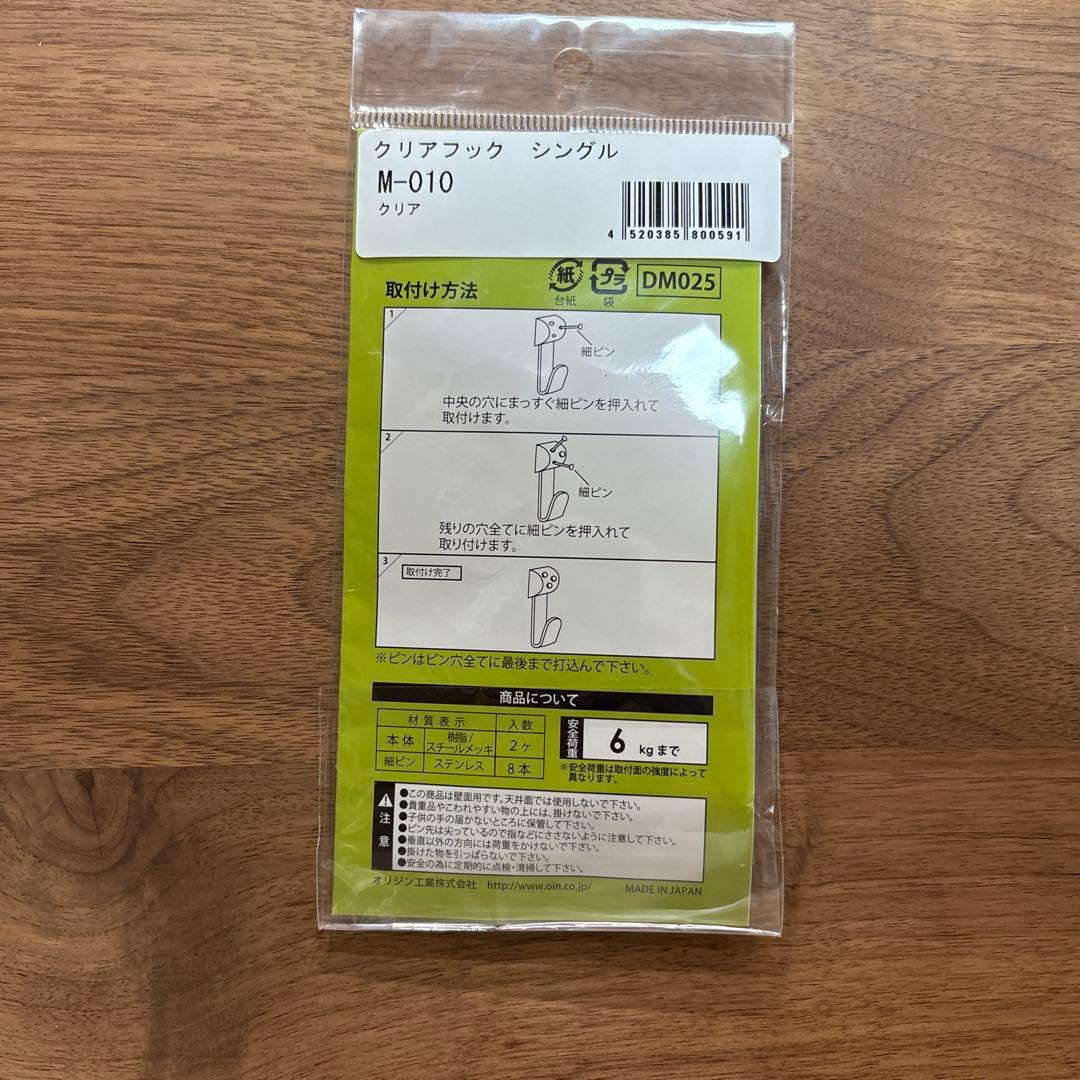 クリアフック シングル
M-010
クリア
4 520385 800591
取付け方法
紙
台紙
プラ
袋
DM025
1
細ピン
中央の穴にまっすぐ細ピンを押入れて
取付けます。
2
細ピン
残りの穴全てに細ピンを押入れて
取り付けます。
3
取付け完了
※ピンはピン穴全てに最後まで打込んで下さい。
商品について
材質表示 入数
本体 樹脂/スチールメッキ 2ヶ
細ピン ステンレス 8本
安全荷重
6 kgまで
※安全荷重は取付面の強度によって
異なります。
注意
●この商品は壁面用です。天井面では使用しないで下さい。
●貴重品やこわれやすい物の上には、掛けないで下さい。
●子供の手の届かないところに保管して下さい。
●ピン先は尖っているので指などにささないように注意して下さい。
●垂直以外の方向には荷重をかけないで下さい。
●掛けた物を引っぱらないで下さい。
●安全の為に定期的に点検・清掃して下さい。
オリジン工業株式会社 http://www.oin.co.jp/ MADE IN JAPAN